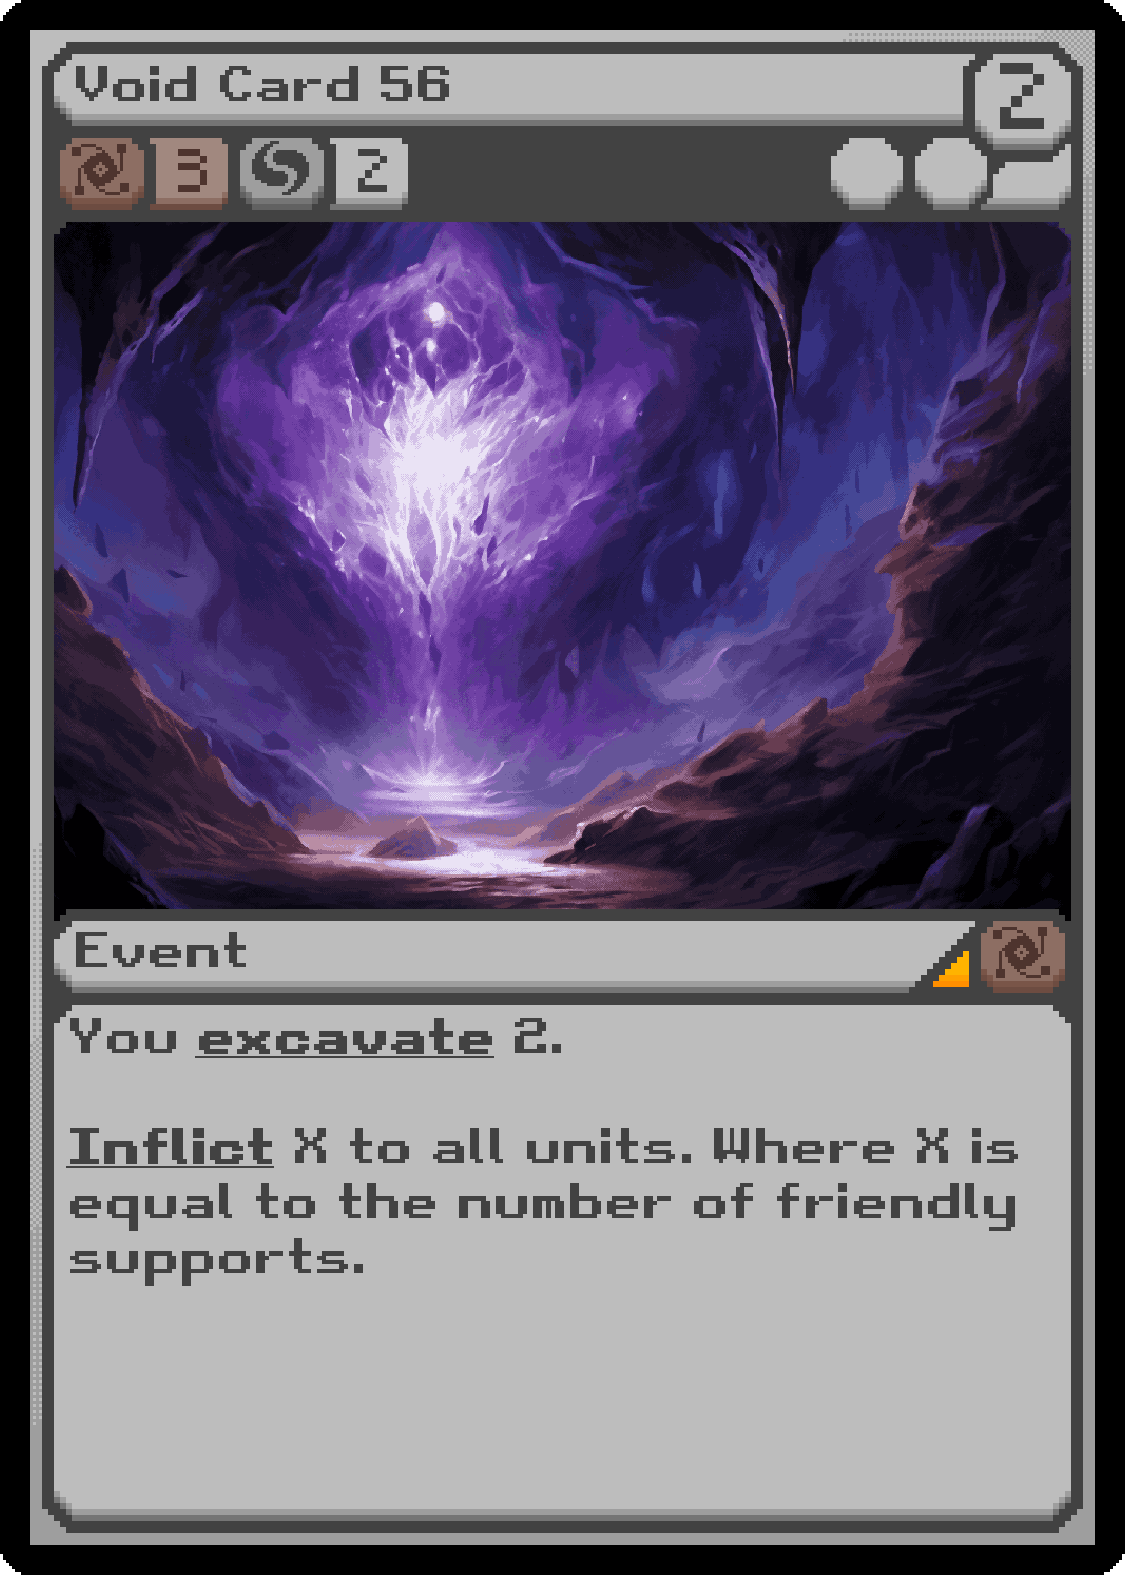 Void Card 56
2
3 2
Event
You excavate 2.
Inflict X to all units. Where X is
equal to the number of friendly
supports.